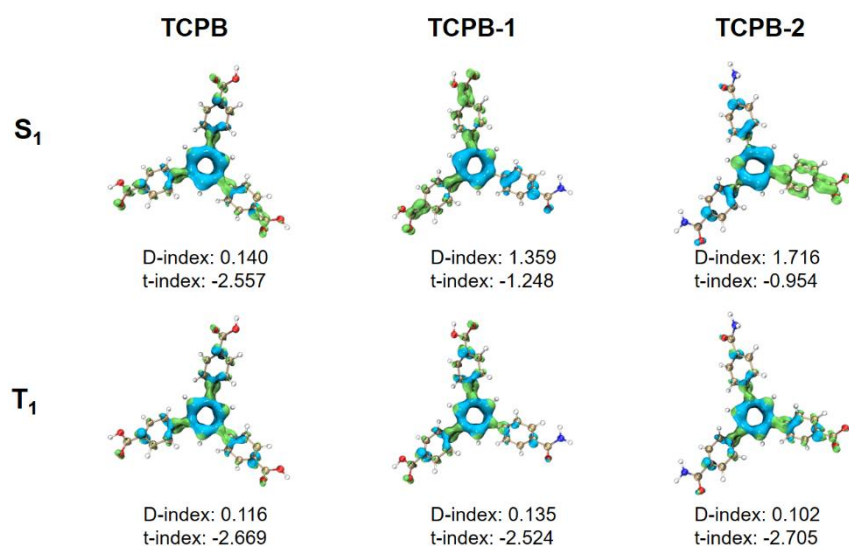 TCPB TCPB-1 TCPB-2
S₁
D-index: 0.140 D-index: 1.359 D-index: 1.716
t-index: -2.557 t-index: -1.248 t-index: -0.954
T₁
D-index: 0.116 D-index: 0.135 D-index: 0.102
t-index: -2.669 t-index: -2.524 t-index: -2.705